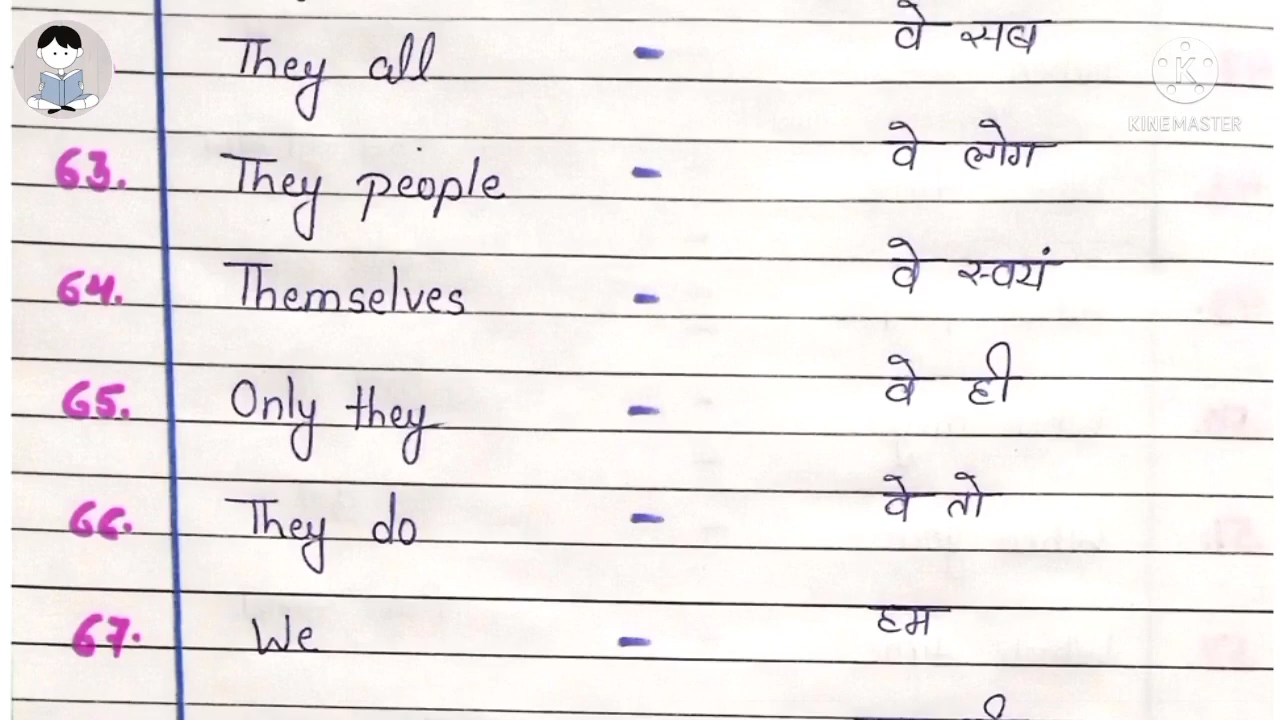 They all - वे सब
63. They people - वे लोग
64. Themselves - वे स्वयं
65. Only they - वे ही
66. They do - वे तो
67. We - हम
K
KINEMASTER